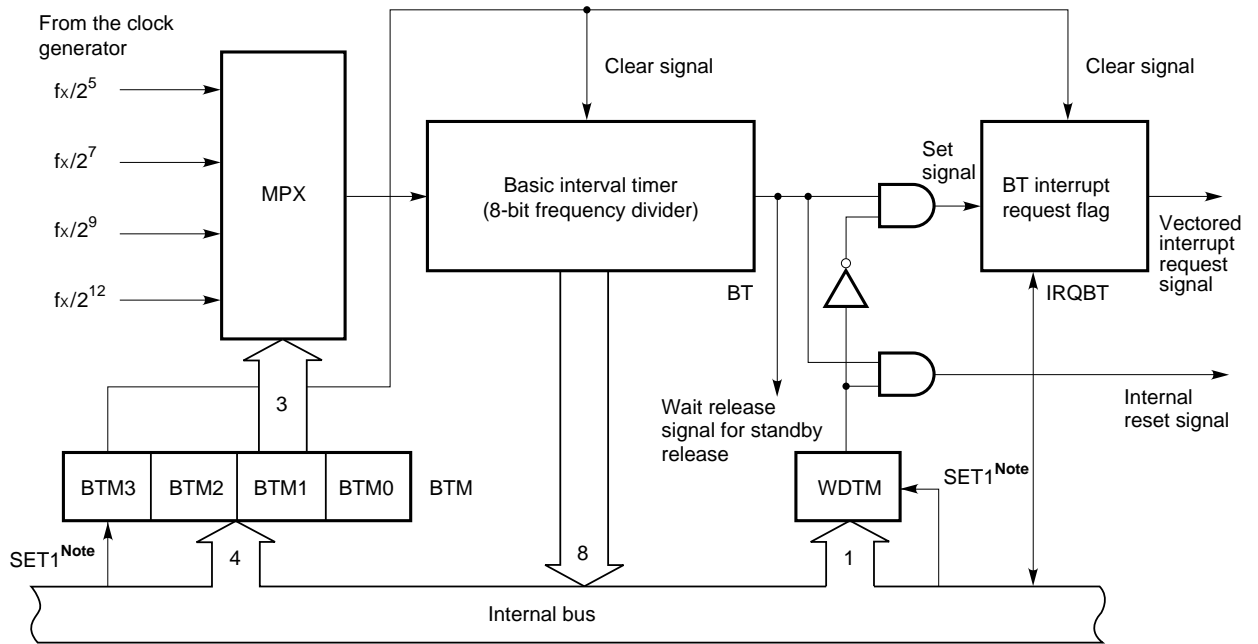 From the clock
generator
fx/2^5
fx/2^7
fx/2^9
fx/2^12
MPX
Clear signal
Clear signal
Basic interval timer
(8-bit frequency divider)
BT
Set
signal
BT interrupt
request flag
IRQBT
Vectored
interrupt
request
signal
Wait release
signal for standby
release
Internal
reset signal
3
BTM3
BTM2
BTM1
BTM0
BTM
WDTM
SET1^Note
SET1^Note
4
8
1
Internal bus